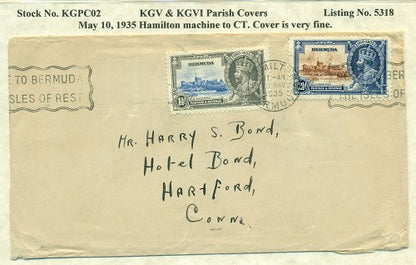 Stock No. KGPC02 KGV & KGVI Parish Covers Listing No. 5318
May 10, 1935 Hamilton machine to CT. Cover is very fine.
BERMUDA
BERMUDA
E TO BERMUDA
ISLES OF REST
1935
Mr. Harry S. Bond,
Hotel Bond,
Hartford,
Conn.